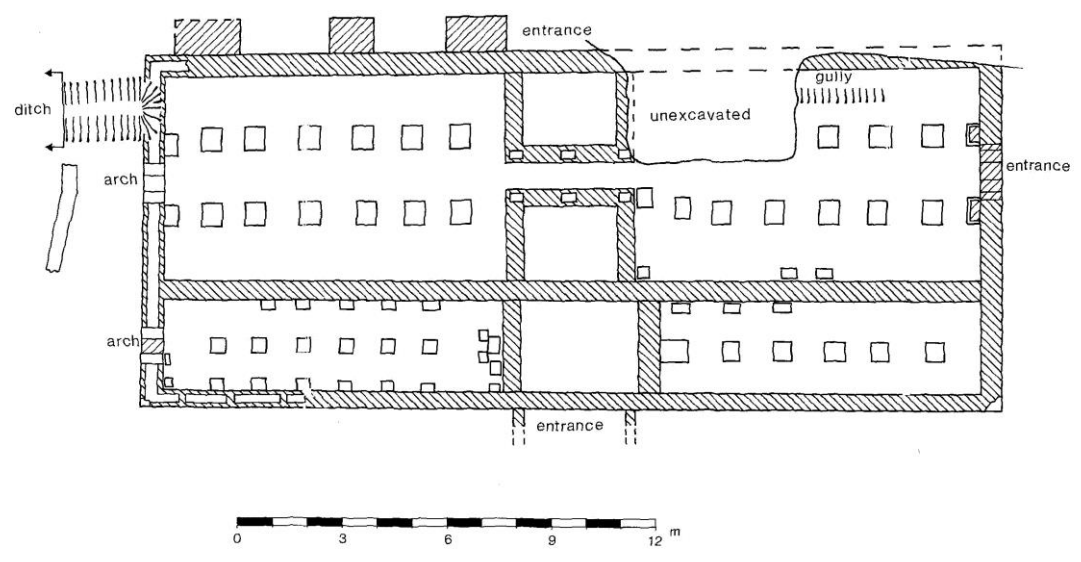 entrance
gully
ditch
unexcavated
entrance
arch
arch
entrance
0 3 6 9 12 m